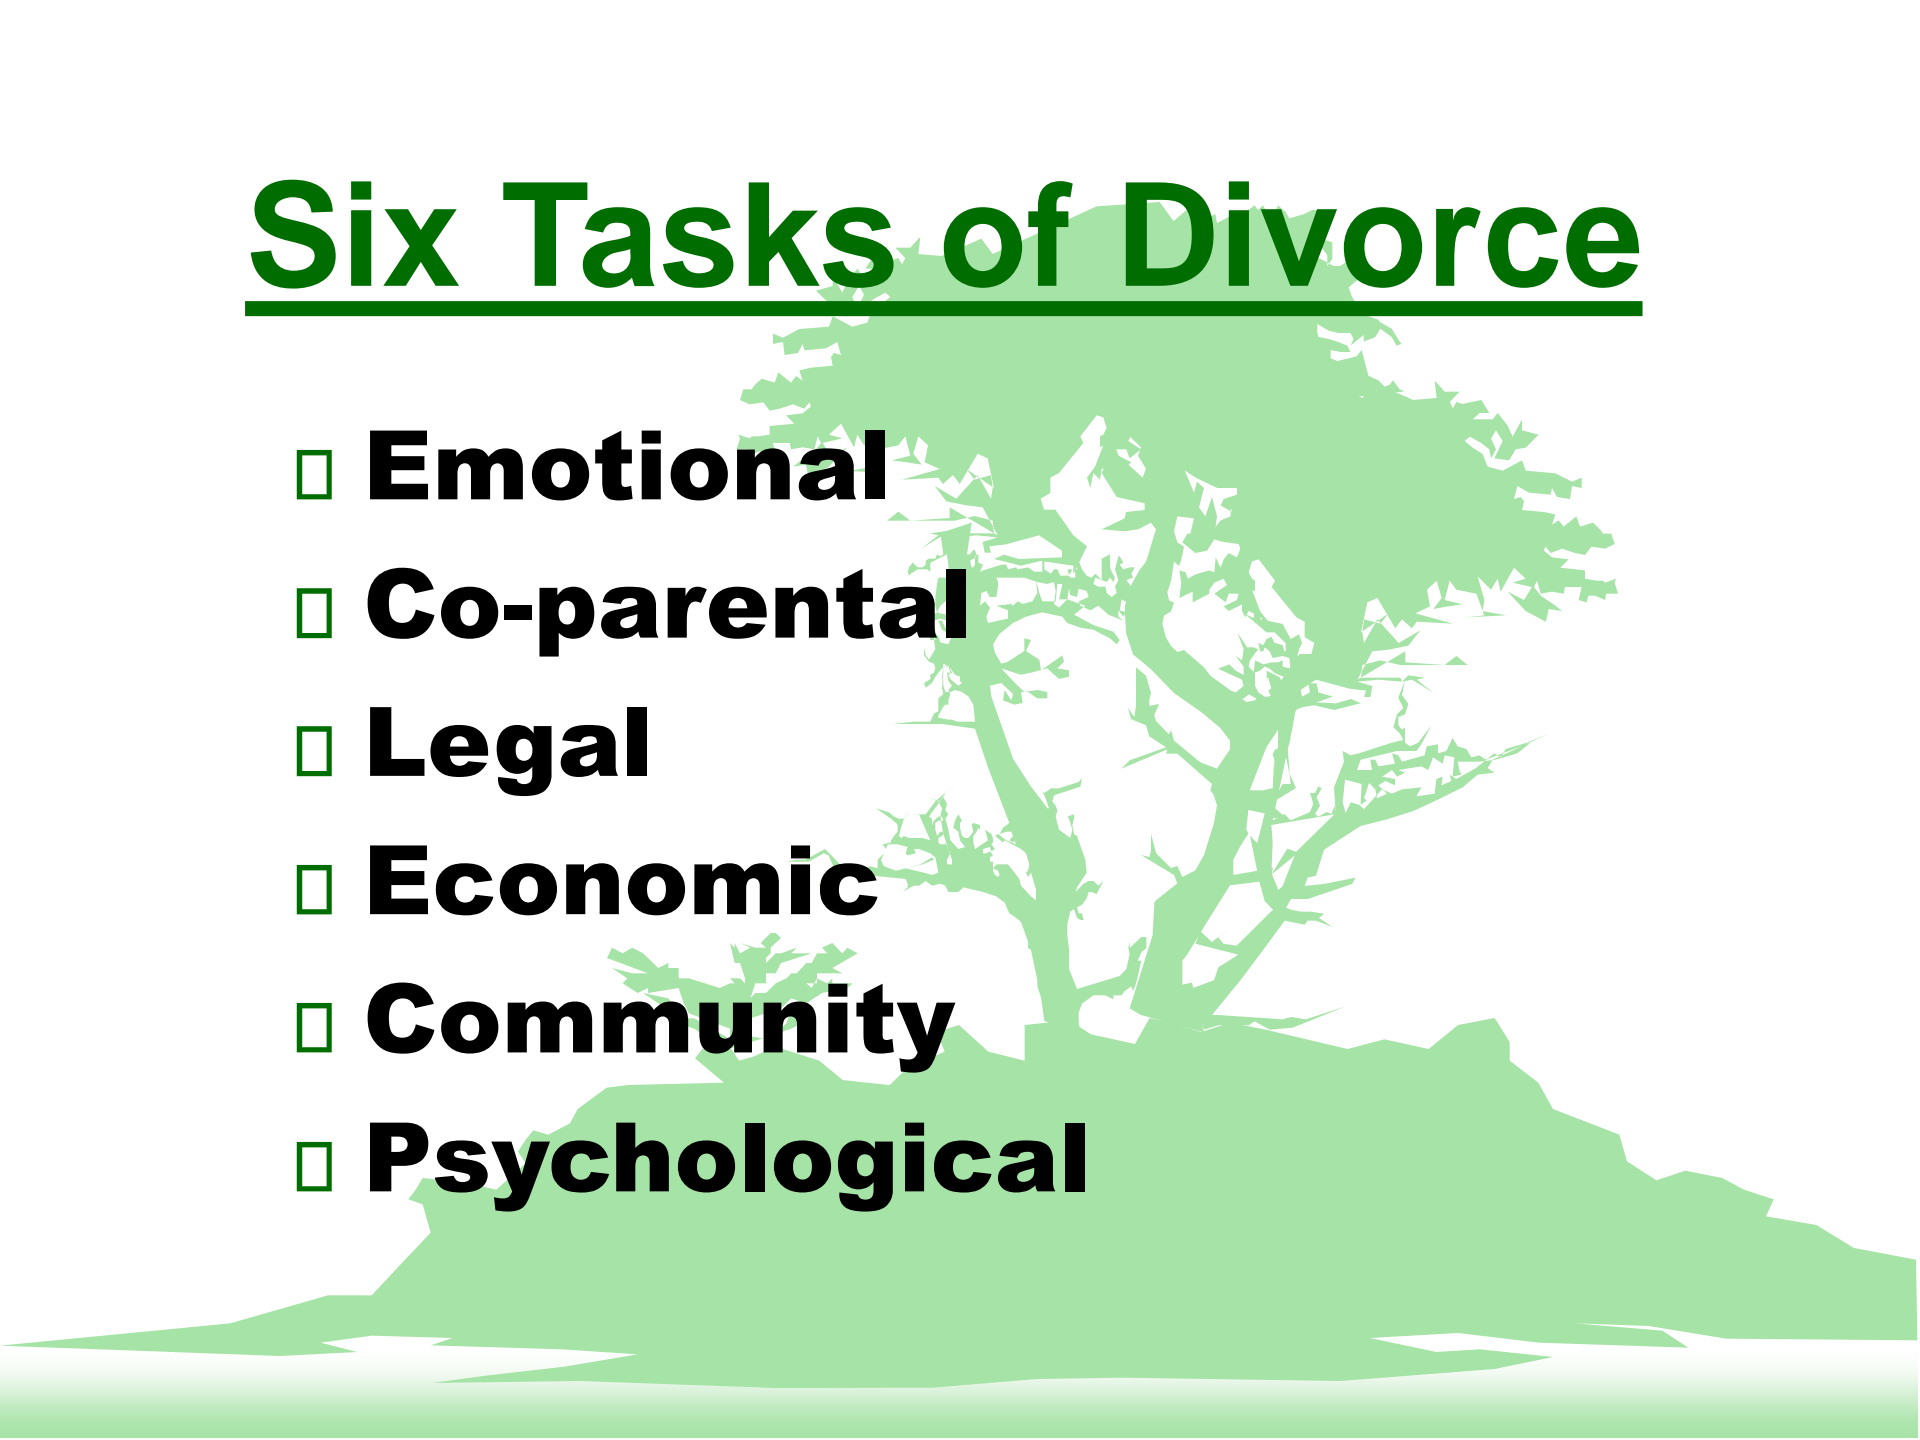 Six Tasks of Divorce
Emotional
Co-parental
Legal
Economic
Community
Psychological